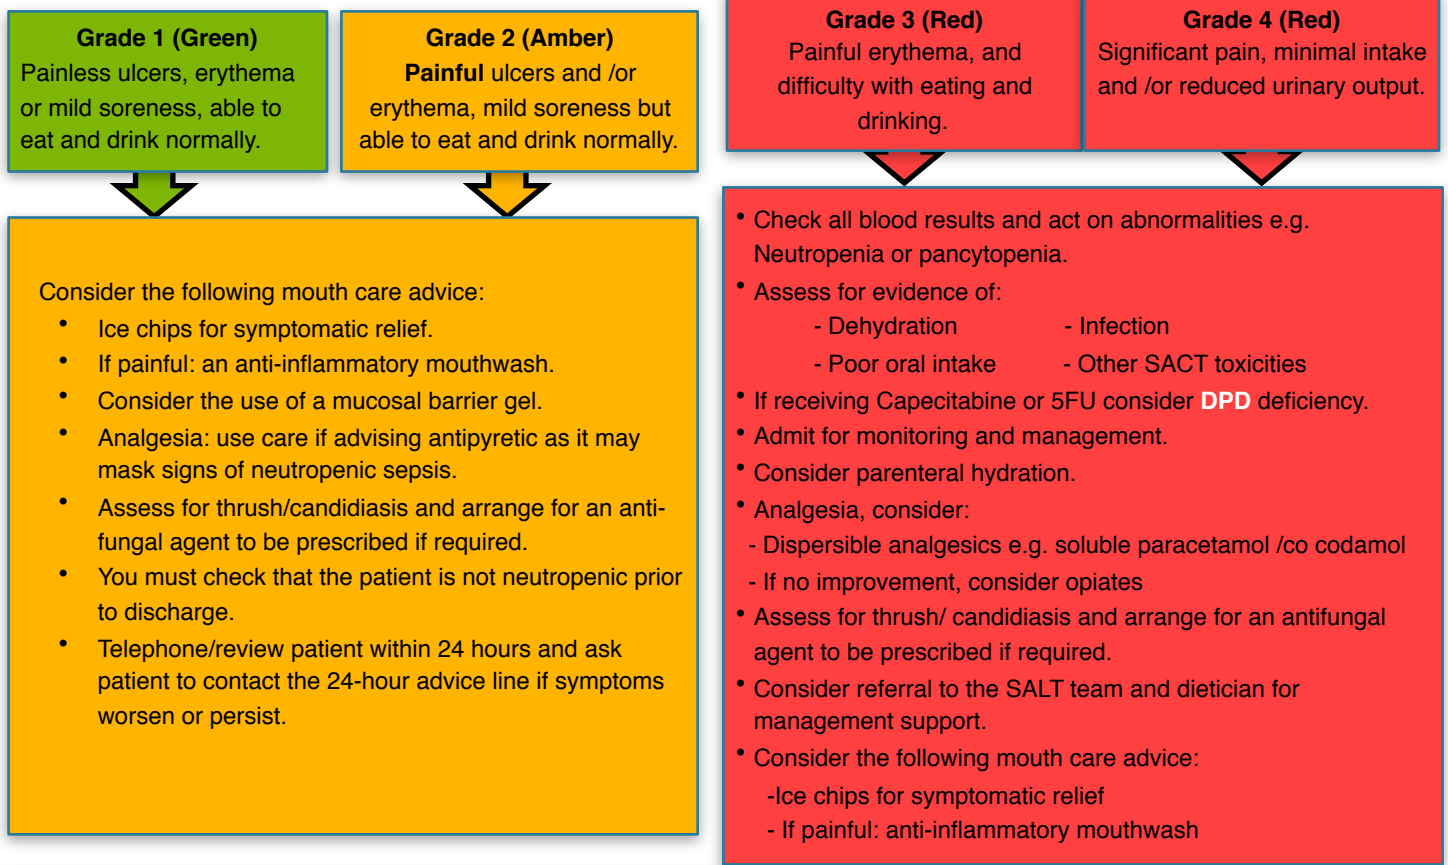 Grade 1 (Green)
Painless ulcers, erythema
or mild soreness, able to
eat and drink normally.
Grade 2 (Amber)
Painful ulcers and /or
erythema, mild soreness but
able to eat and drink normally.
Grade 3 (Red)
Painful erythema, and
difficulty with eating and
drinking.
Grade 4 (Red)
Significant pain, minimal intake
and /or reduced urinary output.
Consider the following mouth care advice:
• Ice chips for symptomatic relief.
• If painful: an anti-inflammatory mouthwash.
• Consider the use of a mucosal barrier gel.
• Analgesia: use care if advising antipyretic as it may
mask signs of neutropenic sepsis.
• Assess for thrush/candidiasis and arrange for an anti-
fungal agent to be prescribed if required.
• You must check that the patient is not neutropenic prior
to discharge.
• Telephone/review patient within 24 hours and ask
patient to contact the 24-hour advice line if symptoms
worsen or persist.
• Check all blood results and act on abnormalities e.g.
Neutropenia or pancytopenia.
• Assess for evidence of:
- Dehydration - Infection
- Poor oral intake - Other SACT toxicities
• If receiving Capecitabine or 5FU consider DPD deficiency.
• Admit for monitoring and management.
• Consider parenteral hydration.
• Analgesia, consider:
- Dispersible analgesics e.g. soluble paracetamol /co codamol
- If no improvement, consider opiates
• Assess for thrush/ candidiasis and arrange for an antifungal
agent to be prescribed if required.
• Consider referral to the SALT team and dietician for
management support.
• Consider the following mouth care advice:
-Ice chips for symptomatic relief
- If painful: anti-inflammatory mouthwash